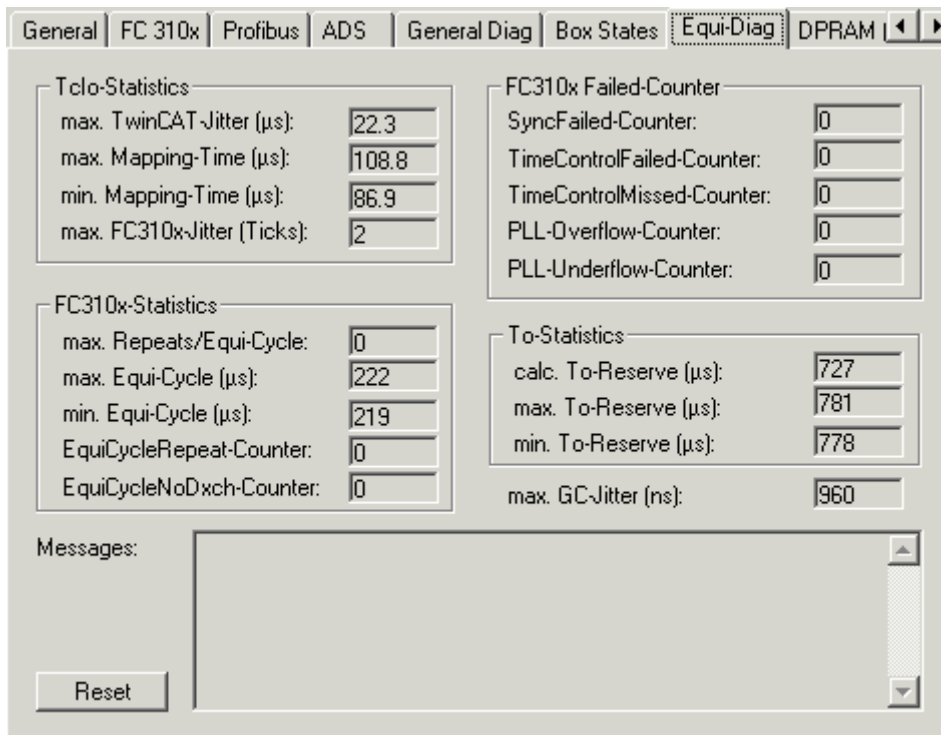 General FC 310x Profibus ADS General Diag Box States Equi-Diag DPRAM
TcIo-Statistics
max. TwinCAT-Jitter (µs): 22.3
max. Mapping-Time (µs): 108.8
min. Mapping-Time (µs): 86.9
max. FC310x-Jitter (Ticks): 2
FC310x Failed-Counter
SyncFailed-Counter: 0
TimeControlFailed-Counter: 0
TimeControlMissed-Counter: 0
PLL-Overflow-Counter: 0
PLL-Underflow-Counter: 0
FC310x-Statistics
max. Repeats/Equi-Cycle: 0
max. Equi-Cycle (µs): 222
min. Equi-Cycle (µs): 219
EquiCycleRepeat-Counter: 0
EquiCycleNoDxch-Counter: 0
To-Statistics
calc. To-Reserve (µs): 727
max. To-Reserve (µs): 781
min. To-Reserve (µs): 778
max. GC-Jitter (ns): 960
Messages:
Reset